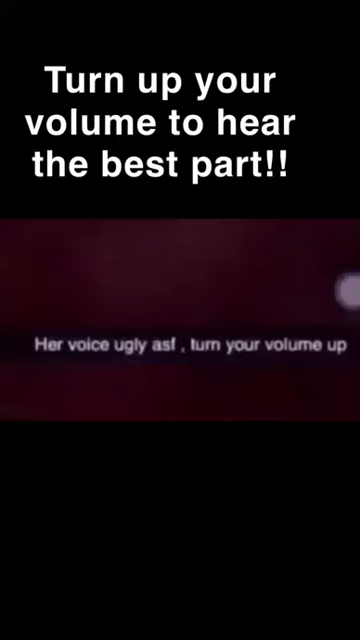 Turn up your
volume to hear
the best part!!
Her voice ugly asf , turn your volume up